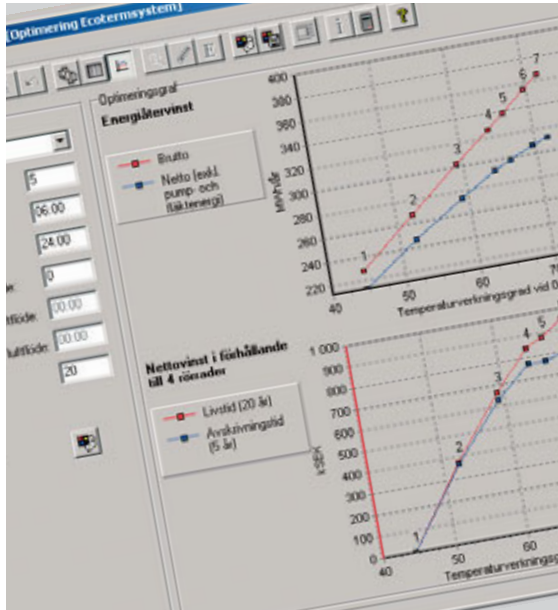 [Optimering Ecotermsystem]
Optimeringsgraf
Energiåtervinst
Brutto
Netto (exkl.
pump- och
fläktenergi)
MWh/år
400
380
360
340
320
300
280
260
240
220
40
50
60
70
1
2
3
4
5
6
7
Temperaturverkningsgrad vid 0
5
06.00
24.00
0
00.00
00.00
20
Nettovinst i förhållande
till 4 rörrader
Livstid (20 år)
Avskrivningstid
(5 år)
kSEK
1 000
900
800
700
600
500
400
300
200
100
0
40
50
60
1
2
3
4
5
Temperaturverkningsg